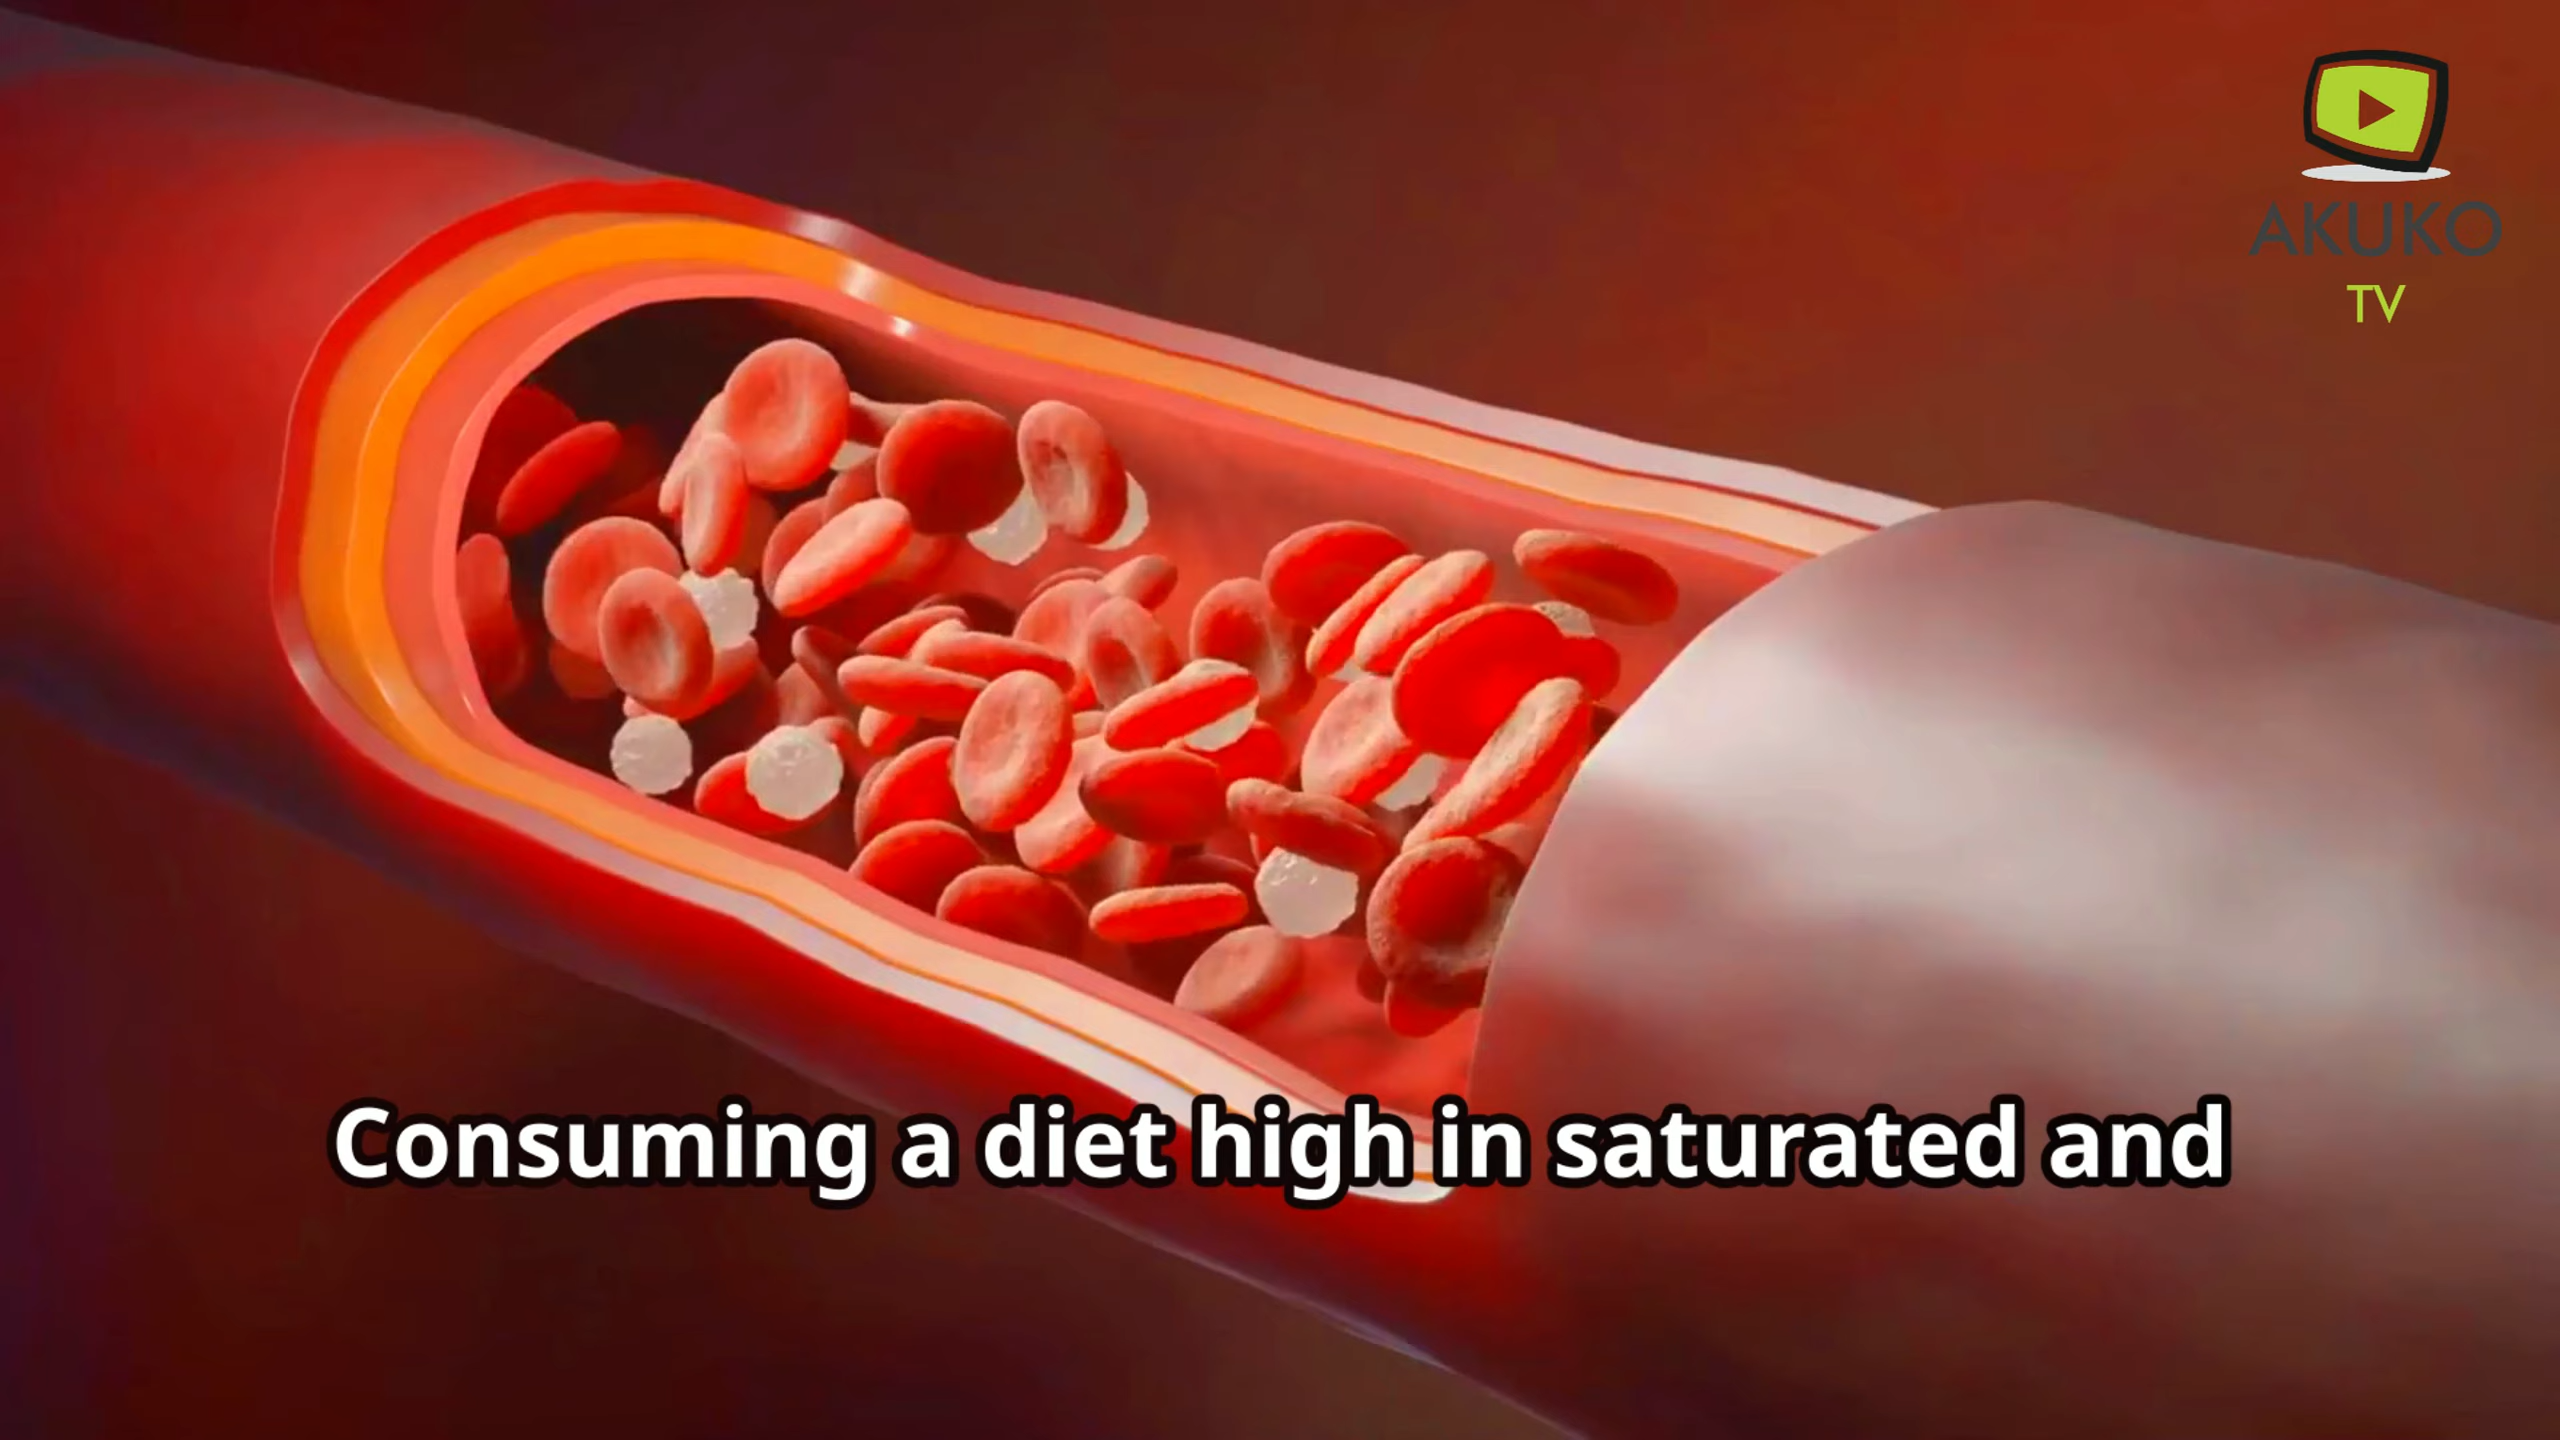 AKUKO
TV
Consuming a diet high in saturated and